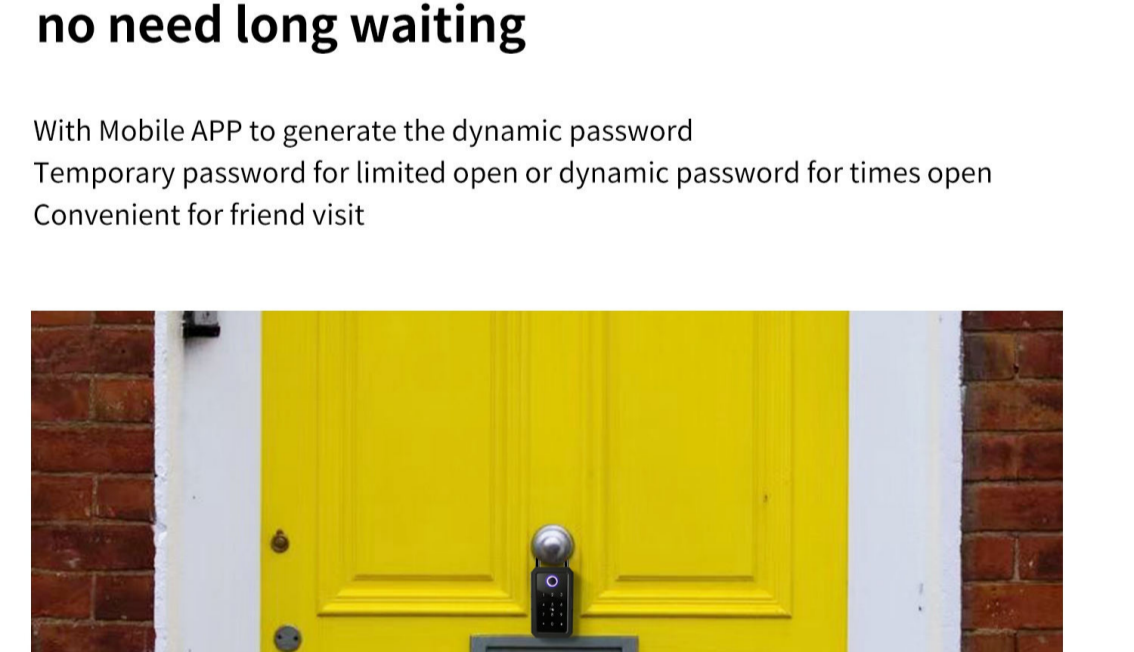 no need long waiting
With Mobile APP to generate the dynamic password
Temporary password for limited open or dynamic password for times open
Convenient for friend visit